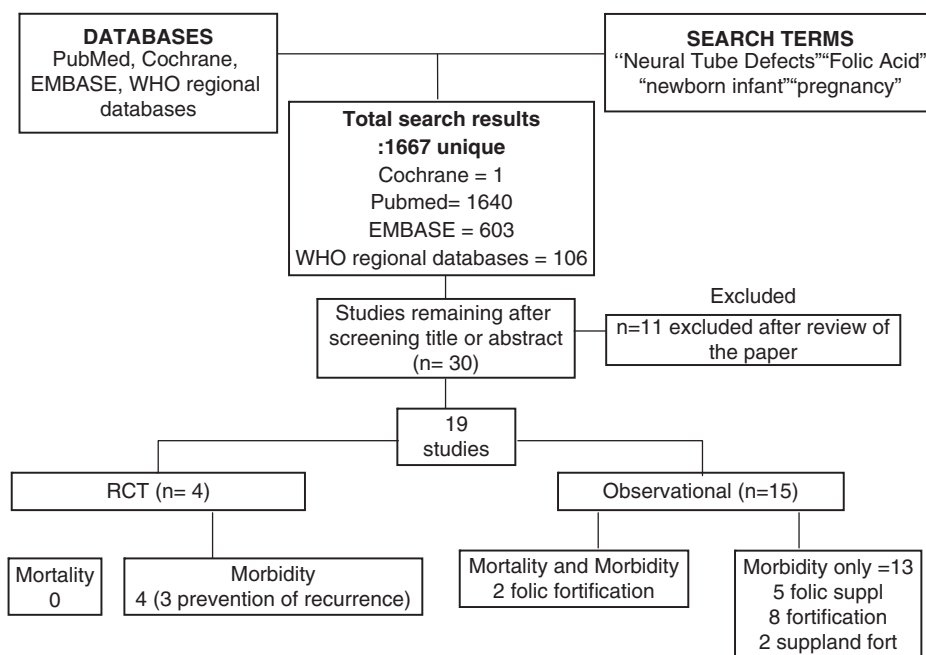 DATABASES
PubMed, Cochrane,
EMBASE, WHO regional
databases
SEARCH TERMS
‘‘Neural Tube Defects”“Folic Acid”
“newborn infant”“pregnancy”
Total search results
:1667 unique
Cochrane = 1
Pubmed= 1640
EMBASE = 603
WHO regional databases = 106
Studies remaining after
screening title or abstract
(n= 30)
Excluded
n=11 excluded after review of
the paper
19
studies
RCT (n= 4)
Observational (n=15)
Mortality
0
Morbidity
4 (3 prevention of recurrence)
Mortality and Morbidity
2 folic fortification
Morbidity only =13
5 folic suppl
8 fortification
2 suppland fort